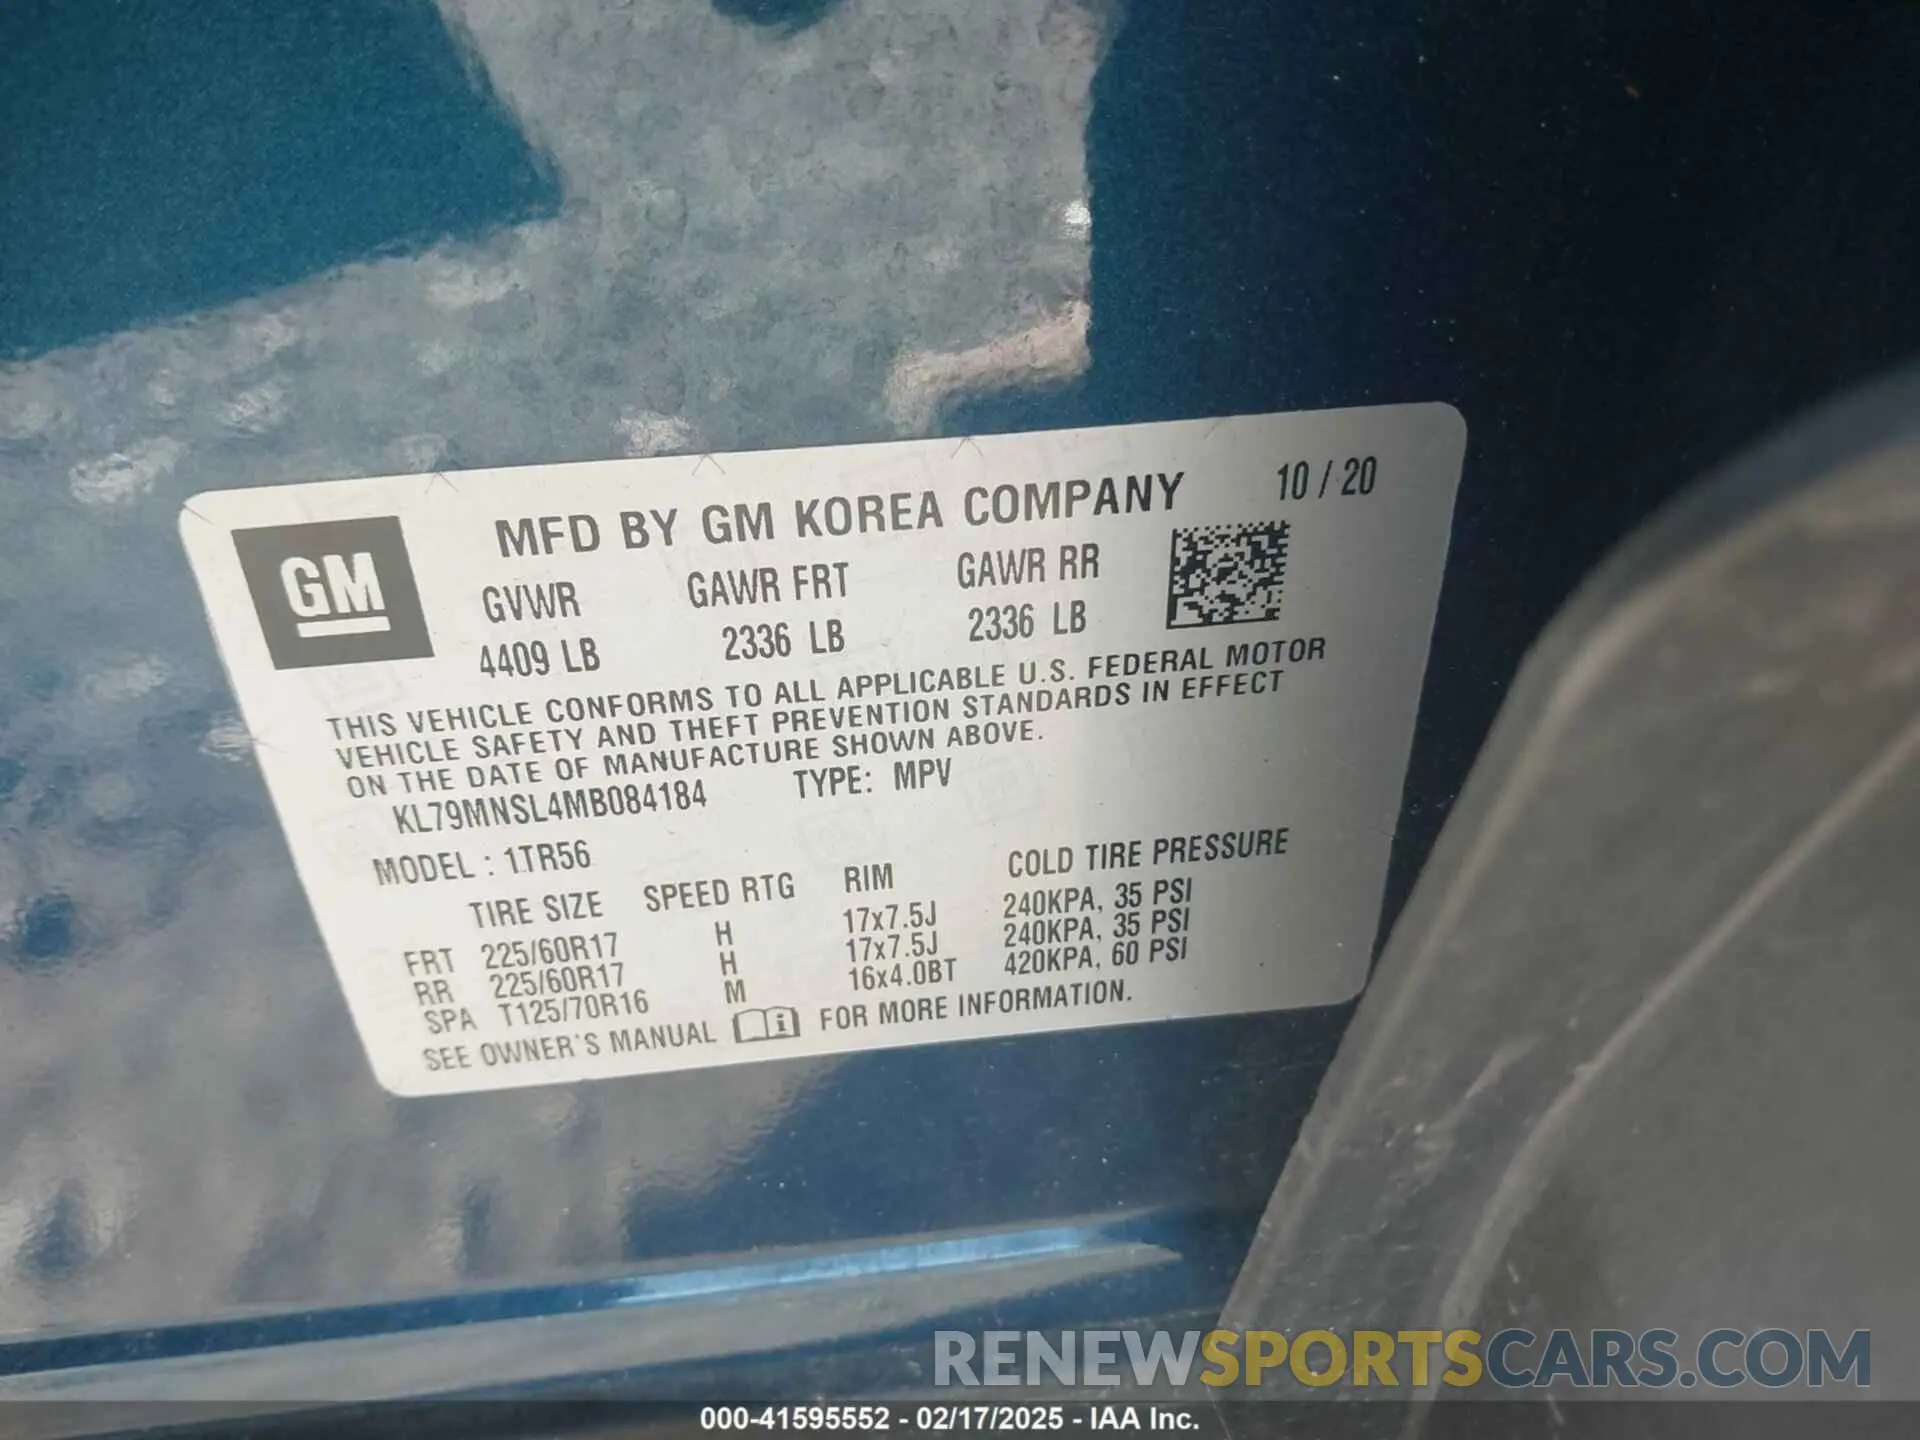 GM
MFD BY GM KOREA COMPANY 10 / 20
GVWR GAWR FRT GAWR RR
4409 LB 2336 LB 2336 LB
THIS VEHICLE CONFORMS TO ALL APPLICABLE U.S. FEDERAL MOTOR
VEHICLE SAFETY AND THEFT PREVENTION STANDARDS IN EFFECT
ON THE DATE OF MANUFACTURE SHOWN ABOVE.
KL79MNSL4MB084184 TYPE: MPV
MODEL : 1TR56
TIRE SIZE SPEED RTG RIM COLD TIRE PRESSURE
FRT 225/60R17 H 17x7.5J 240KPA, 35 PSI
RR 225/60R17 H 17x7.5J 240KPA, 35 PSI
SPA T125/70R16 M 16x4.0BT 420KPA, 60 PSI
SEE OWNER'S MANUAL FOR MORE INFORMATION.
RENEWSPORTSCARS.COM
000-41595552 - 02/17/2025 - IAA Inc.